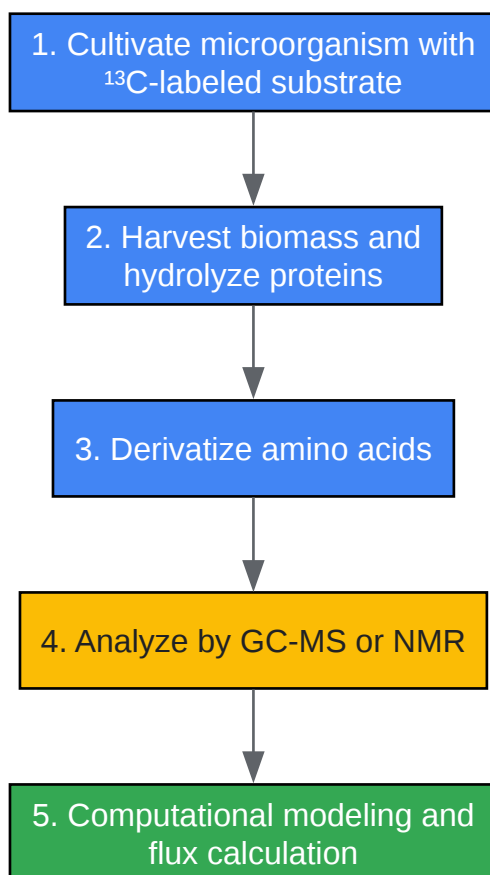 1. Cultivate microorganism with
¹³C-labeled substrate
2. Harvest biomass and
hydrolyze proteins
3. Derivatize amino acids
4. Analyze by GC-MS or NMR
5. Computational modeling and
flux calculation